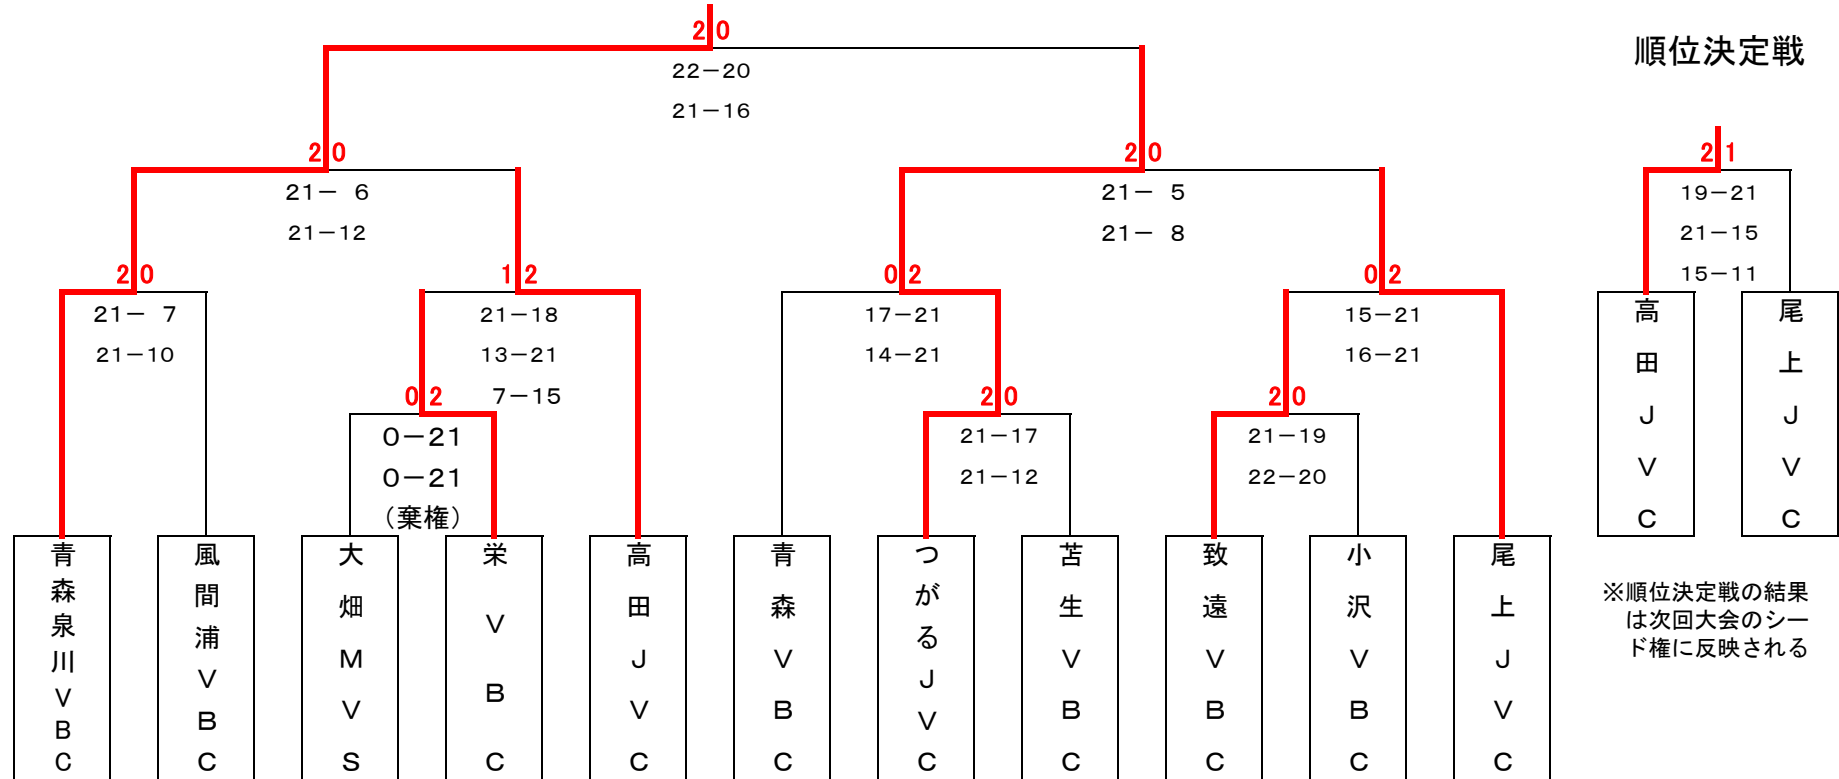 順位決定戦
2 0
22-20
21-16
2 0
21- 6
21-12
2 0
21- 5
21- 8
2 1
19-21
21-15
15-11
2 0
21- 7
21-10
1 2
21-18
13-21
7-15
0 2
17-21
14-21
0 2
15-21
16-21
0 2
0-21
0-21
(棄権)
2 0
21-17
21-12
2 0
21-19
22-20
青森泉川VBC
風間浦VBC
大畑MVS
栄VBC
高田JVC
青森VBC
つがるJVC
苫生VBC
致遠VBC
小沢VBC
尾上JVC
高田JVC
尾上JVC
※順位決定戦の結果
は次回大会のシー
ド権に反映される